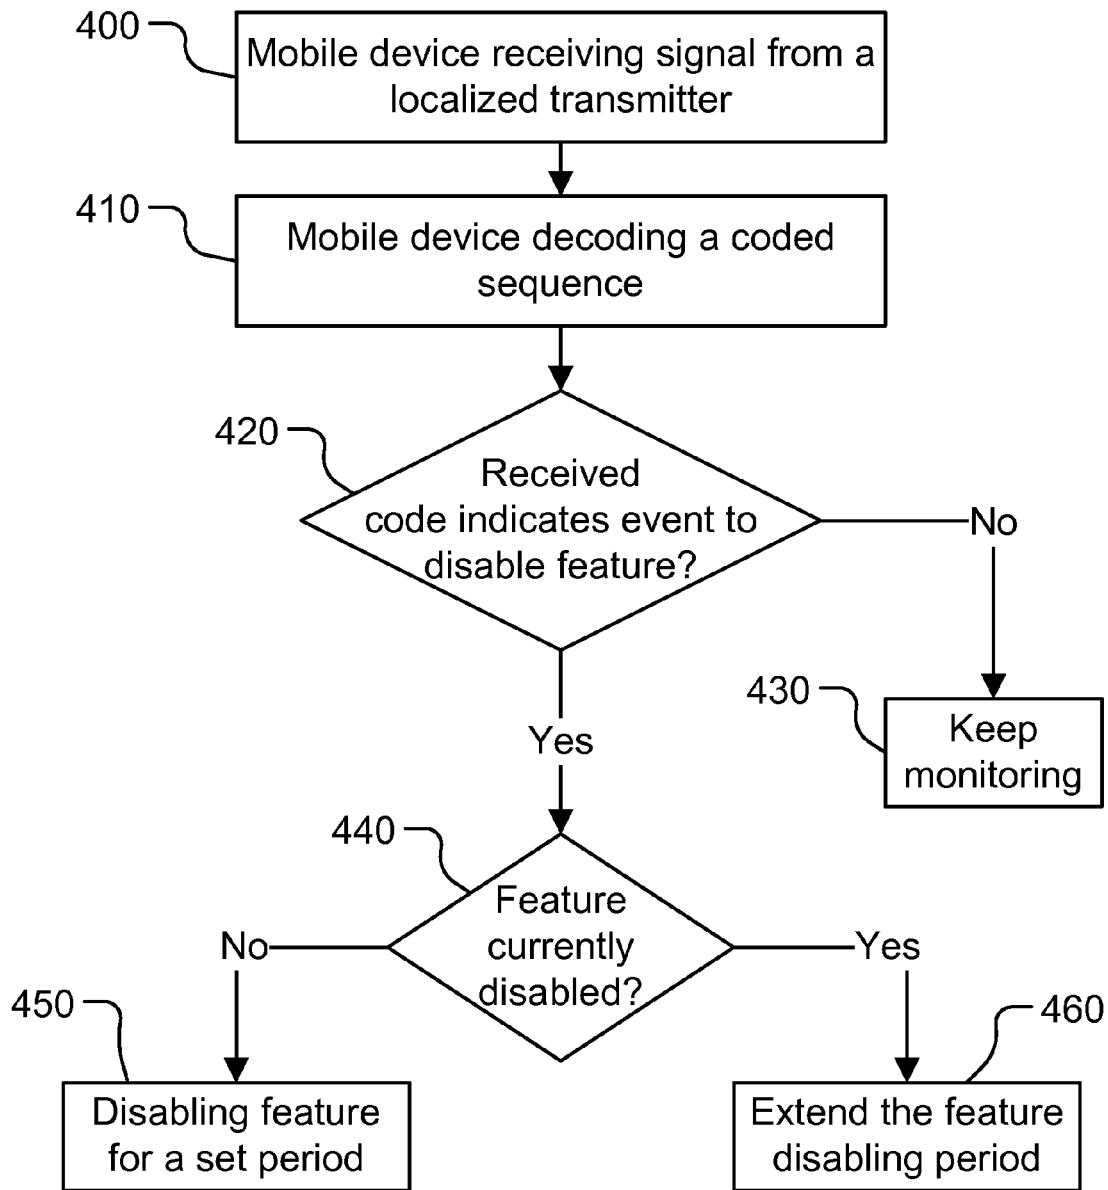 400
Mobile device receiving signal from a
localized transmitter
410
Mobile device decoding a coded
sequence
420
Received
code indicates event to
disable feature?
No
430
Keep
monitoring
Yes
440
Feature
currently
disabled?
No
Yes
450
Disabling feature
for a set period
460
Extend the feature
disabling period